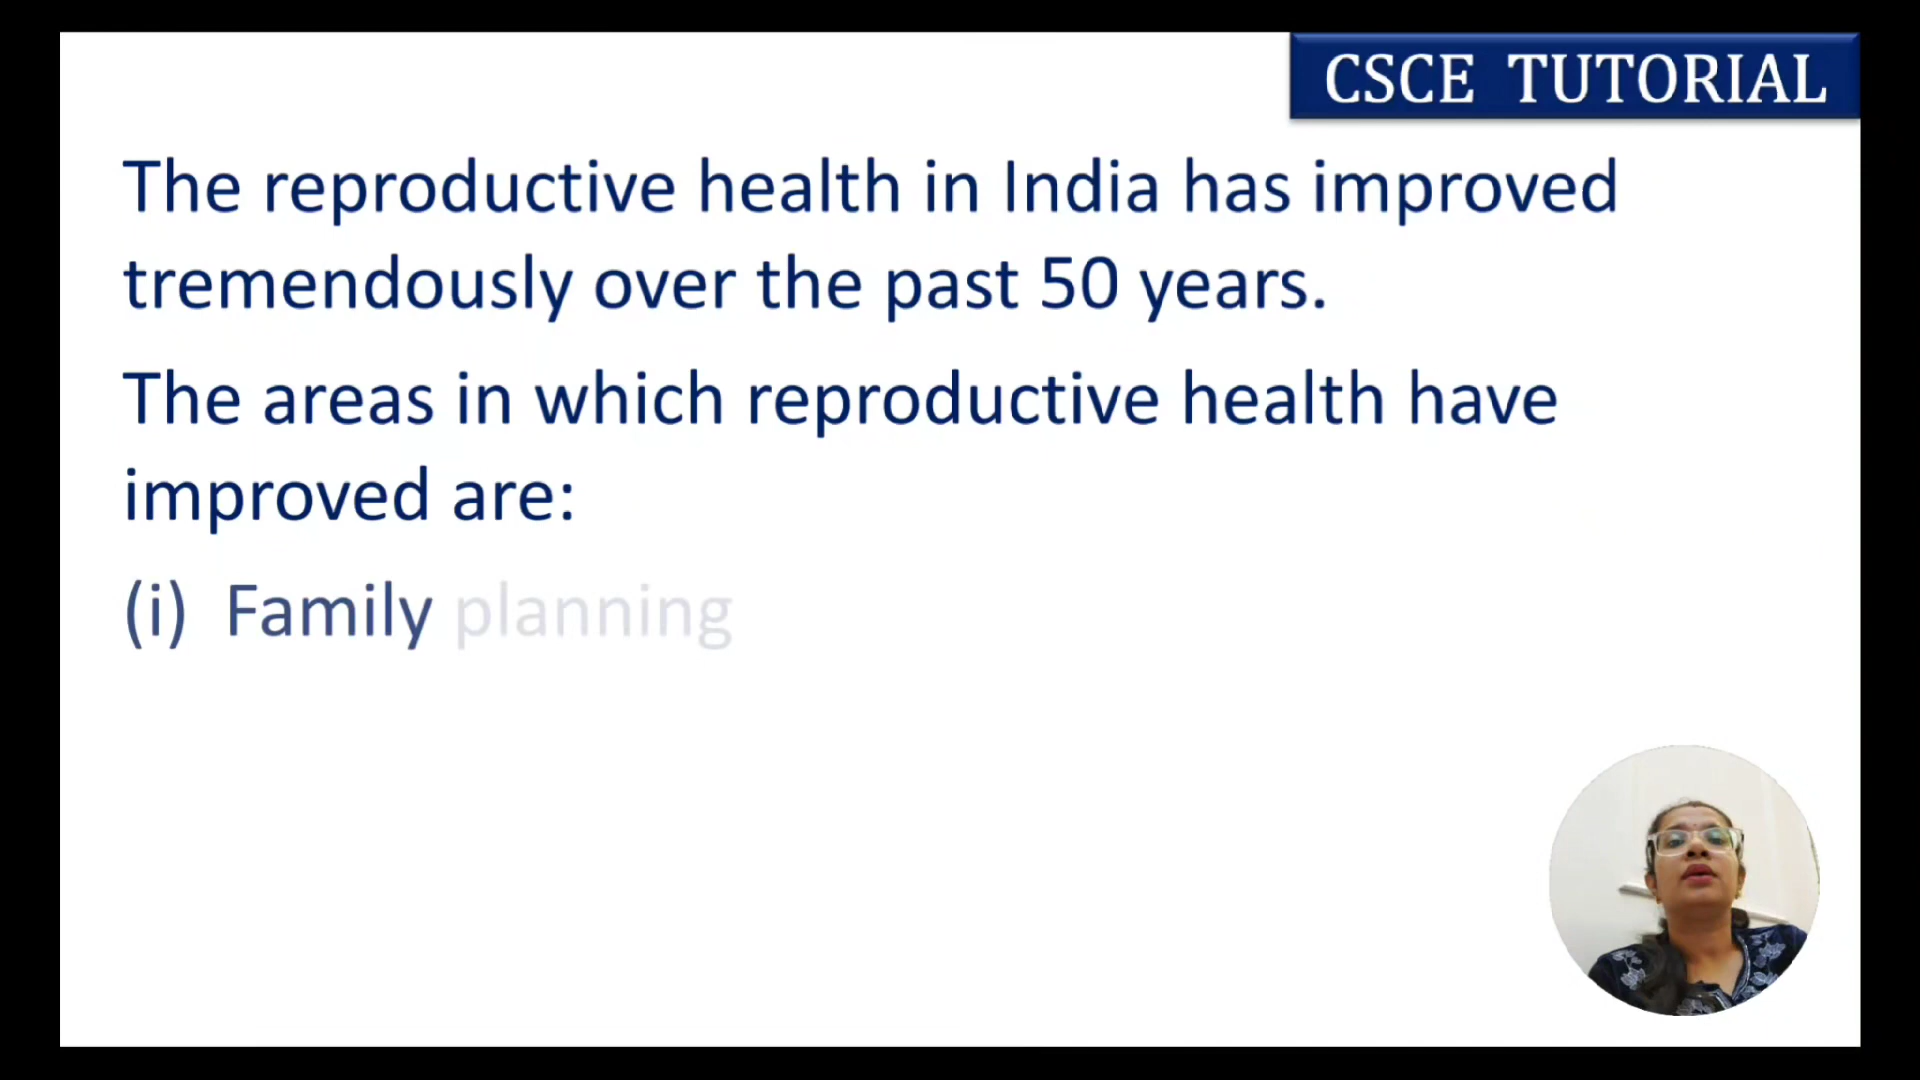 CSCE TUTORIAL
The reproductive health in India has improved
tremendously over the past 50 years.
The areas in which reproductive health have
improved are:
(i) Family planning